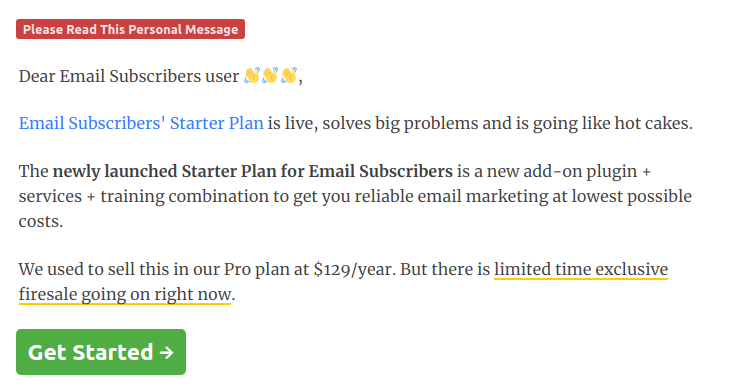 Please Read This Personal Message
Dear Email Subscribers user 👋👋👋,
Email Subscribers' Starter Plan is live, solves big problems and is going like hot cakes.
The newly launched Starter Plan for Email Subscribers is a new add-on plugin +
services + training combination to get you reliable email marketing at lowest possible
costs.
We used to sell this in our Pro plan at $129/year. But there is limited time exclusive
firesale going on right now.
Get Started →